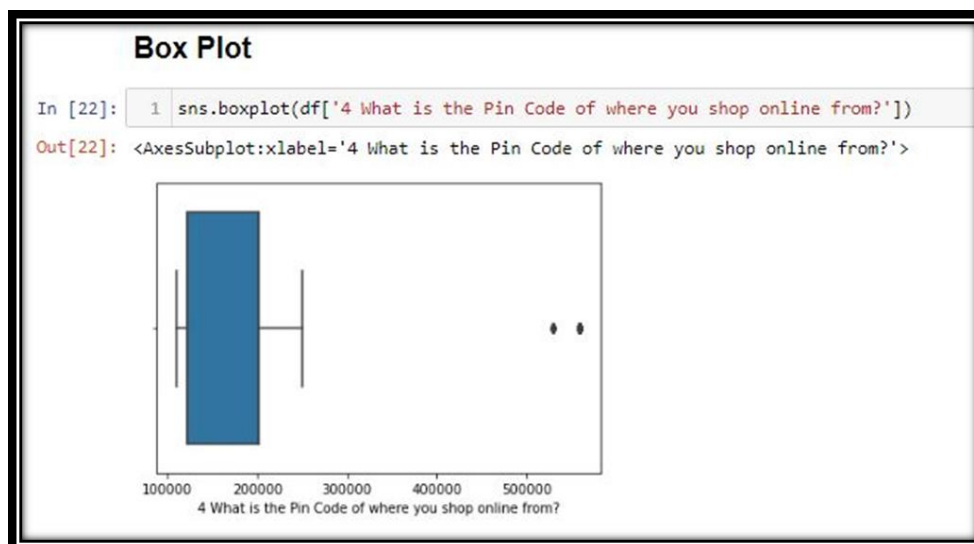 Box Plot
In [22]: 1 sns.boxplot(df['4 What is the Pin Code of where you shop online from?'])
Out[22]: <AxesSubplot:xlabel='4 What is the Pin Code of where you shop online from?'>
100000 200000 300000 400000 500000
4 What is the Pin Code of where you shop online from?